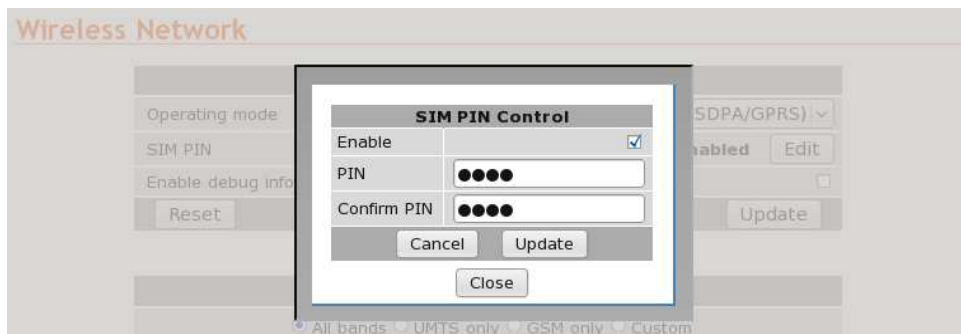 Wireless Network
Operating mode
SDPA/GPRS)
SIM PIN
Edit
Enable debug info
Reset
Update
SIM PIN Control
Enable
PIN
●●●●
Confirm PIN
●●●●
Cancel
Update
Close
All bands UMTS only GSM only Custom